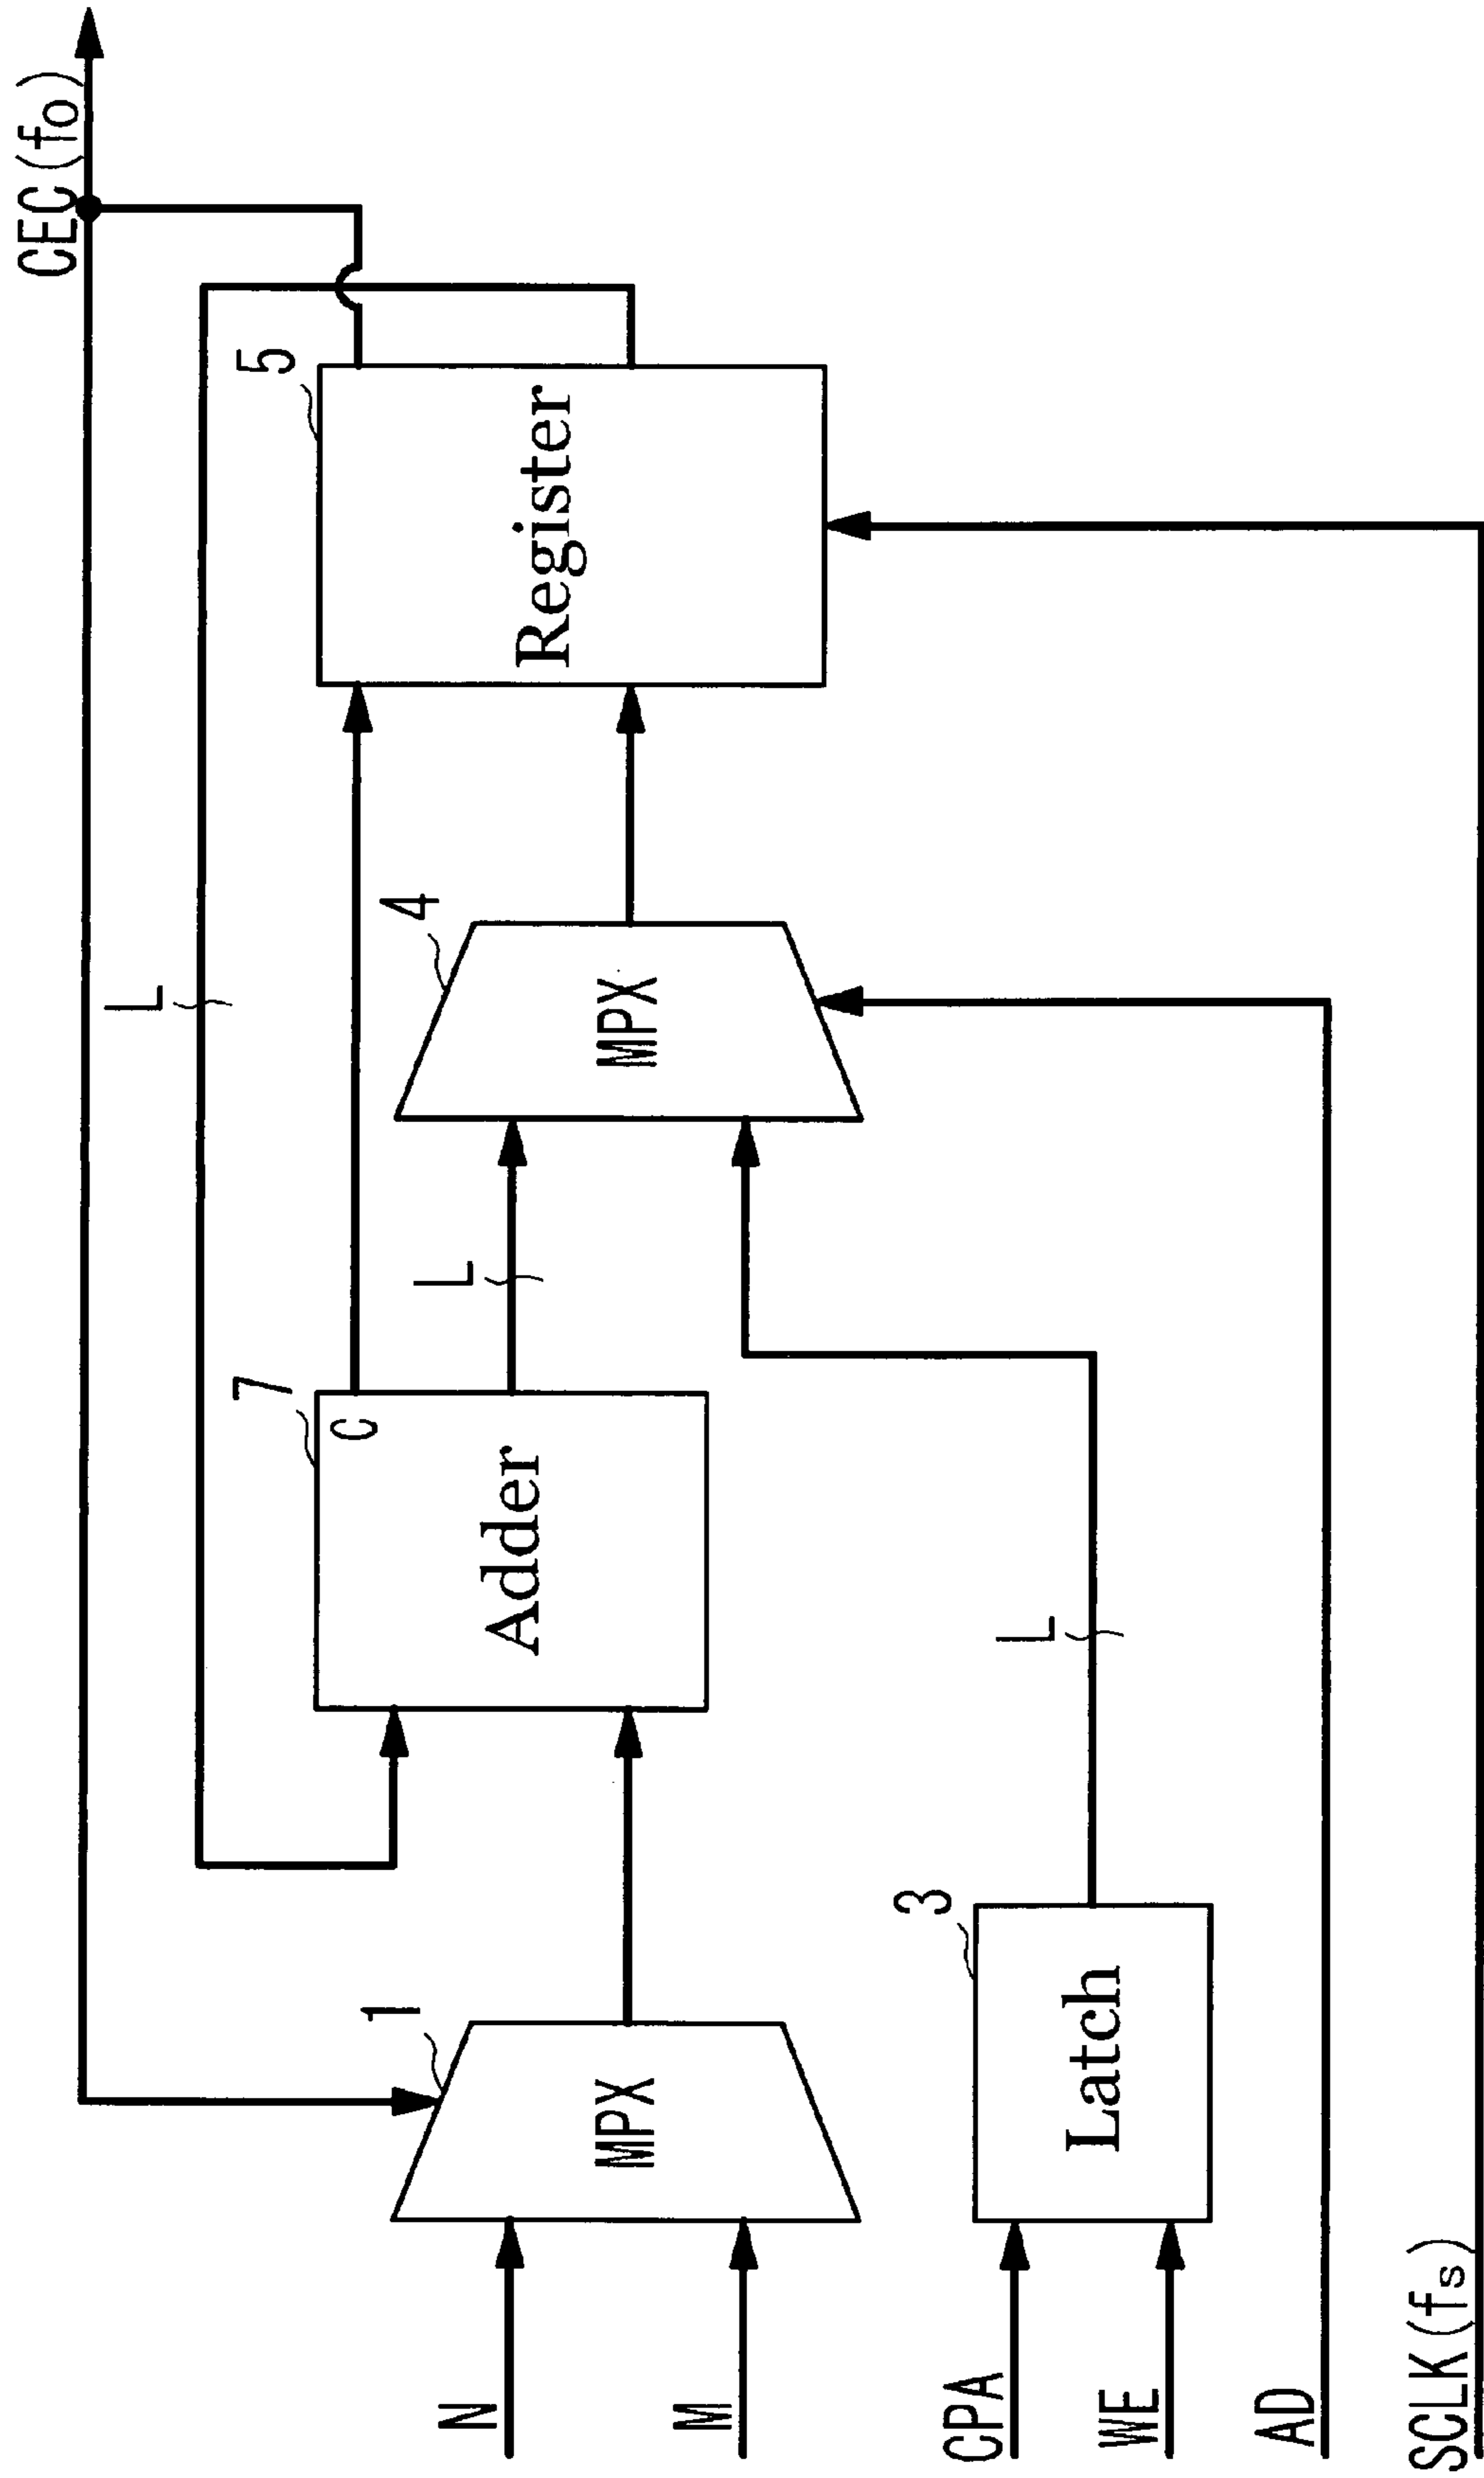 CEC(fo)
L
5
Register
4
MPX
7
C
Adder
L
1
MPX
N
M
3
Latch
L
CPA
WE
AD
SCLK(fs)